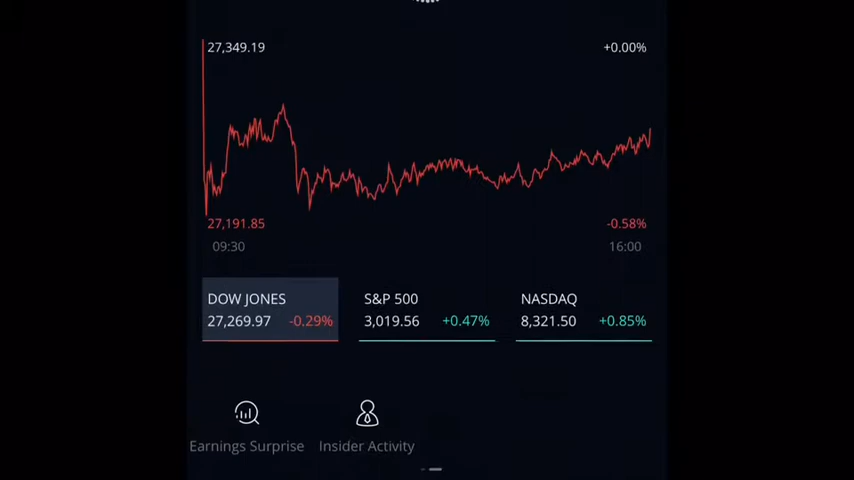 27,349.19 +0.00%
27,191.85 -0.58%
09:30 16:00
DOW JONES S&P 500 NASDAQ
27,269.97 -0.29% 3,019.56 +0.47% 8,321.50 +0.85%
Earnings Surprise Insider Activity